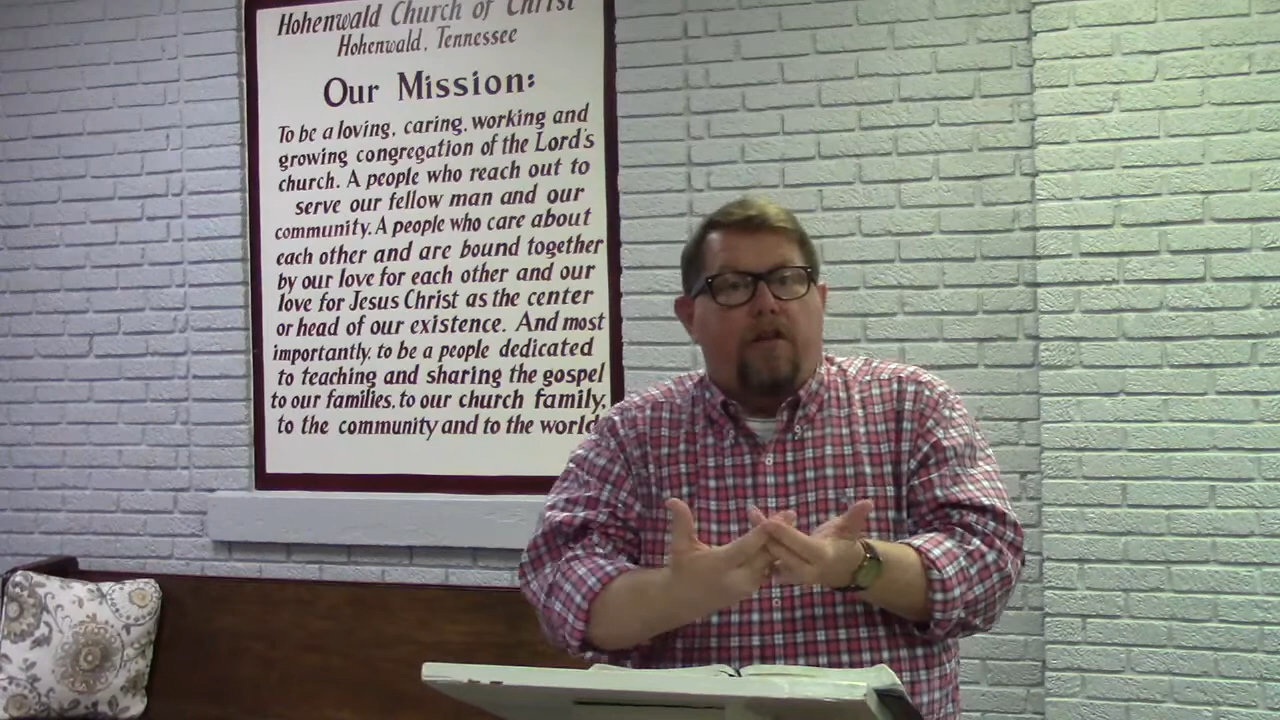 Hohenwald Church of Christ
Hohenwald, Tennessee
Our Mission:
To be a loving, caring, working and
growing congregation of the Lord's
church. A people who reach out to
serve our fellow man and our
community. A people who care about
each other and are bound together
by our love for each other and our
love for Jesus Christ as the center
or head of our existence. And most
importantly, to be a people dedicated
to teaching and sharing the gospel
to our families, to our church family,
to the community and to the world